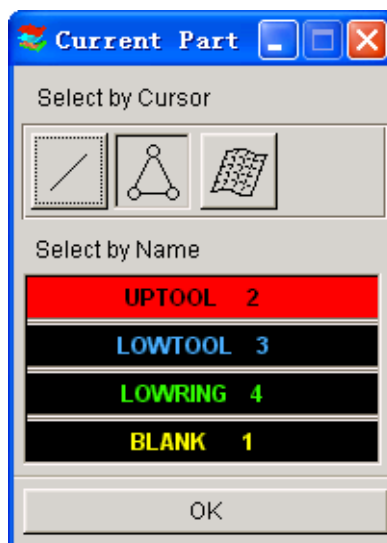 Current Part
Select by Cursor
Select by Name
UPTOOL 2
LOWTOOL 3
LOWRING 4
BLANK 1
OK